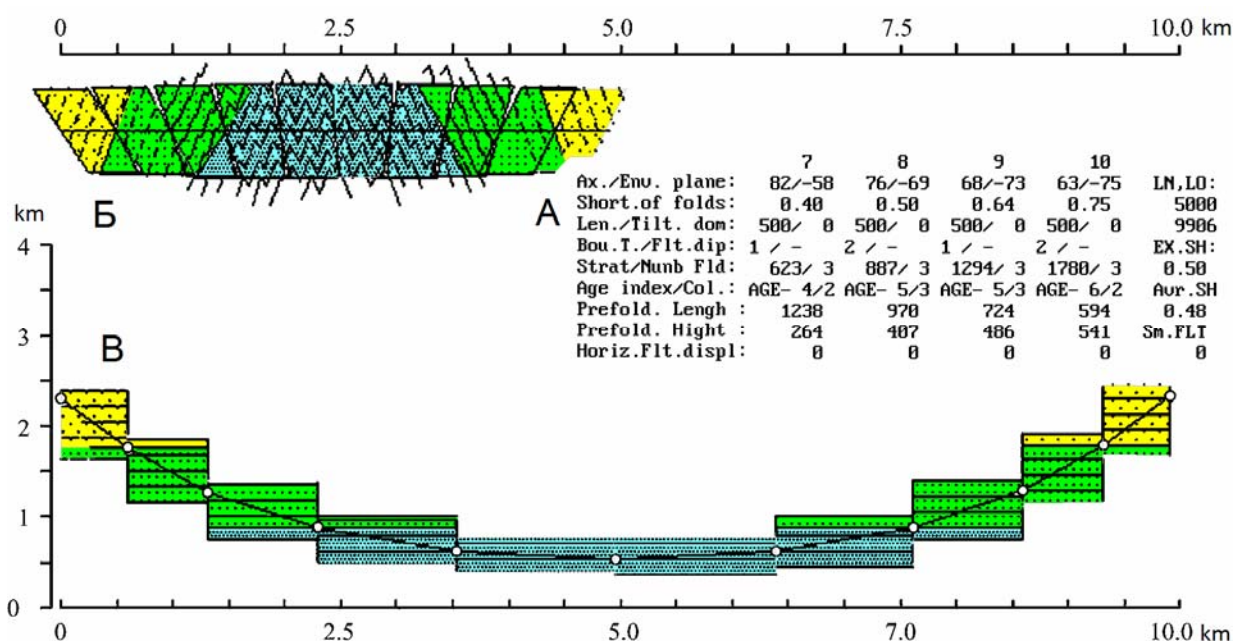 0 2.5 5.0 7.5 10.0 km
7 8 9 10
Ax./Env. plane: 82/-58 76/-69 68/-73 63/-75 LN,LO:
Short.of folds: 0.40 0.50 0.64 0.75 5000
Len./Tilt. dom: 500/ 0 500/ 0 500/ 0 500/ 0 9906
Bou.T./Flt.dip: 1 / - 2 / - 1 / - 2 / - EX.SH:
Strat/Nunb Fld: 623/ 3 887/ 3 1294/ 3 1780/ 3 0.50
Age index/Col.: AGE- 4/2 AGE- 5/3 AGE- 5/3 AGE- 6/2 Avr.SH
Prefold. Lengh : 1238 970 724 594 0.48
Prefold. Hight : 264 407 486 541 Sm.FLT
Horiz.Flt.displ: 0 0 0 0 0
Б А
km
4
3
В
2
1
0
0 2.5 5.0 7.5 10.0 km